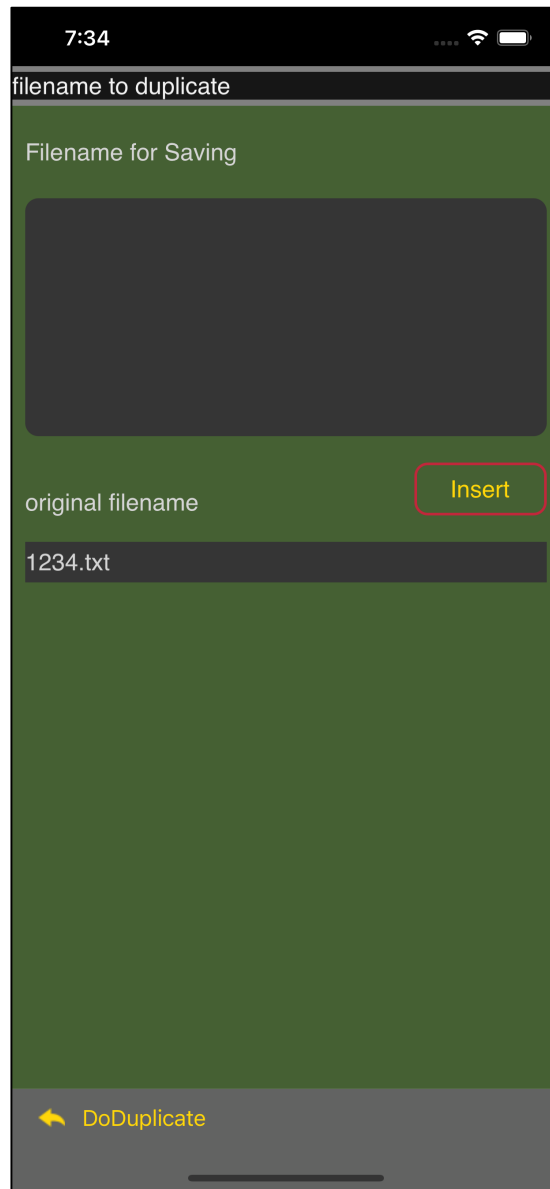 7:34
filename to duplicate
Filename for Saving
Insert
original filename
1234.txt
DoDuplicate